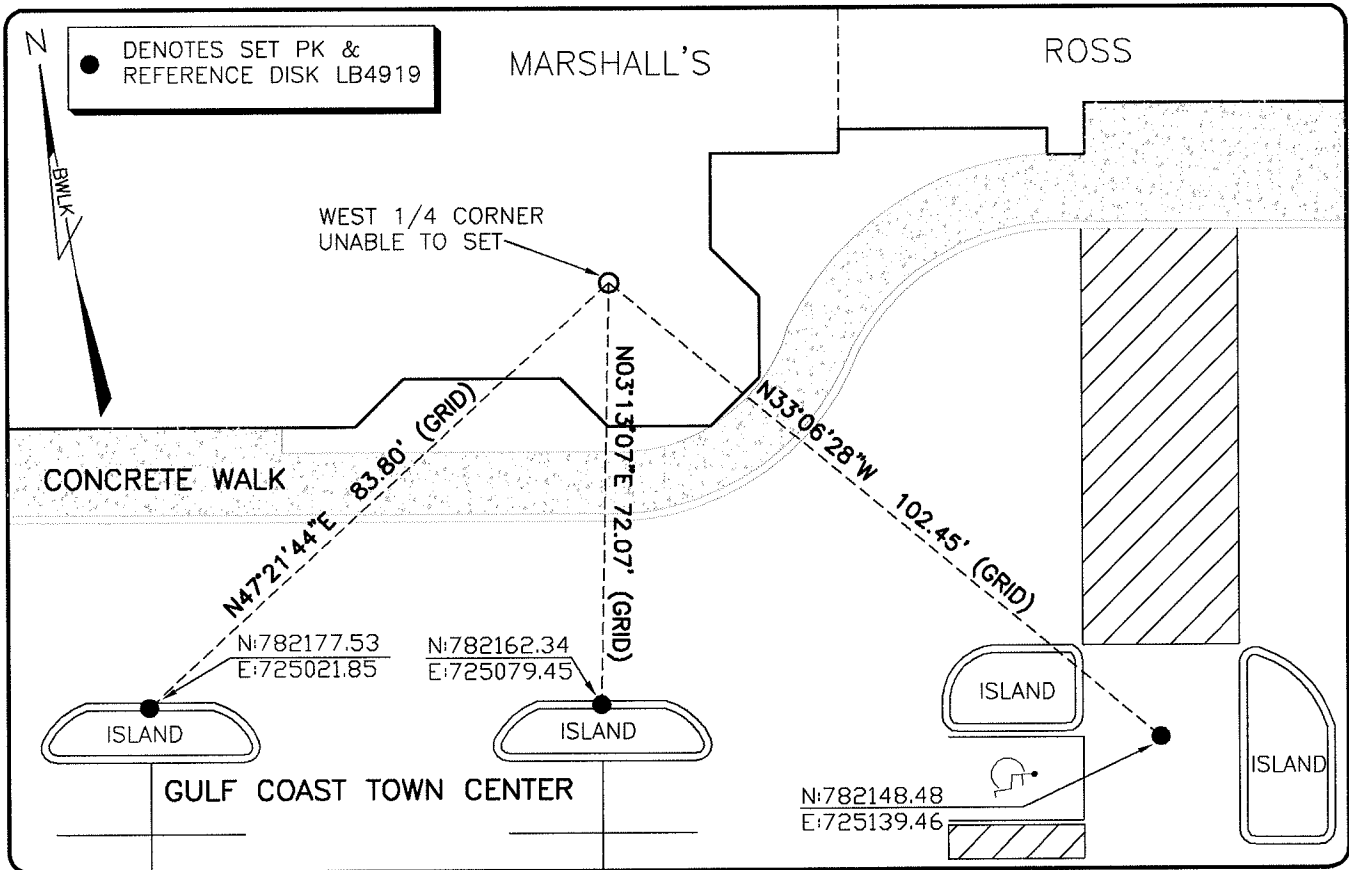 N
DENOTES SET PK &
REFERENCE DISK LB4919
MARSHALL'S
ROSS
BWLK
WEST 1/4 CORNER
UNABLE TO SET
N47°21'44"E 83.80' (GRID)
N03°13'07"E 72.07' (GRID)
N33°06'28"W 102.45' (GRID)
CONCRETE WALK
N:782177.53
E:725021.85
N:782162.34
E:725079.45
ISLAND
ISLAND
ISLAND
ISLAND
GULF COAST TOWN CENTER
N:782148.48
E:725139.46